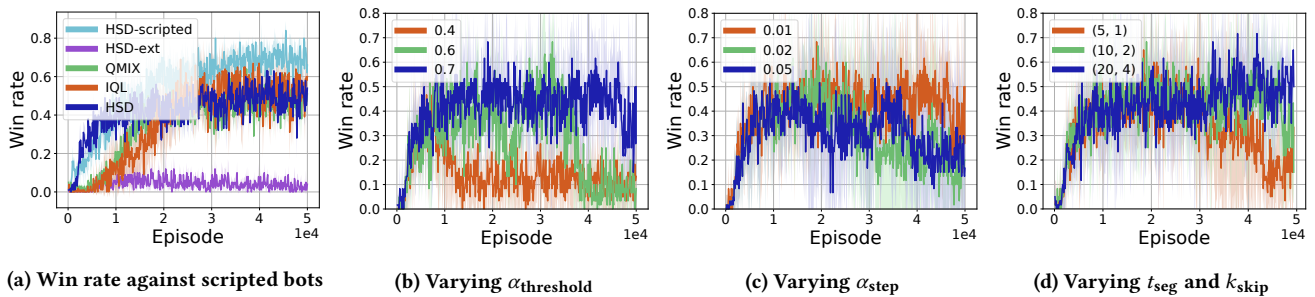 HSD-scripted
HSD-ext
QMIX
IQL
HSD
0.8
0.6
0.4
0.2
0.0
Win rate
0 1 2 3 4 5
1e4
Episode
(a) Win rate against scripted bots
0.4
0.6
0.7
0.8
0.7
0.6
0.5
0.4
0.3
0.2
0.1
0.0
Win rate
0 1 2 3 4 5
1e4
Episode
(b) Varying α_threshold
0.01
0.02
0.05
0.8
0.7
0.6
0.5
0.4
0.3
0.2
0.1
0.0
Win rate
0 1 2 3 4 5
1e4
Episode
(c) Varying α_step
(5, 1)
(10, 2)
(20, 4)
0.8
0.7
0.6
0.5
0.4
0.3
0.2
0.1
0.0
Win rate
0 1 2 3 4 5
1e4
Episode
(d) Varying t_seg and k_skip